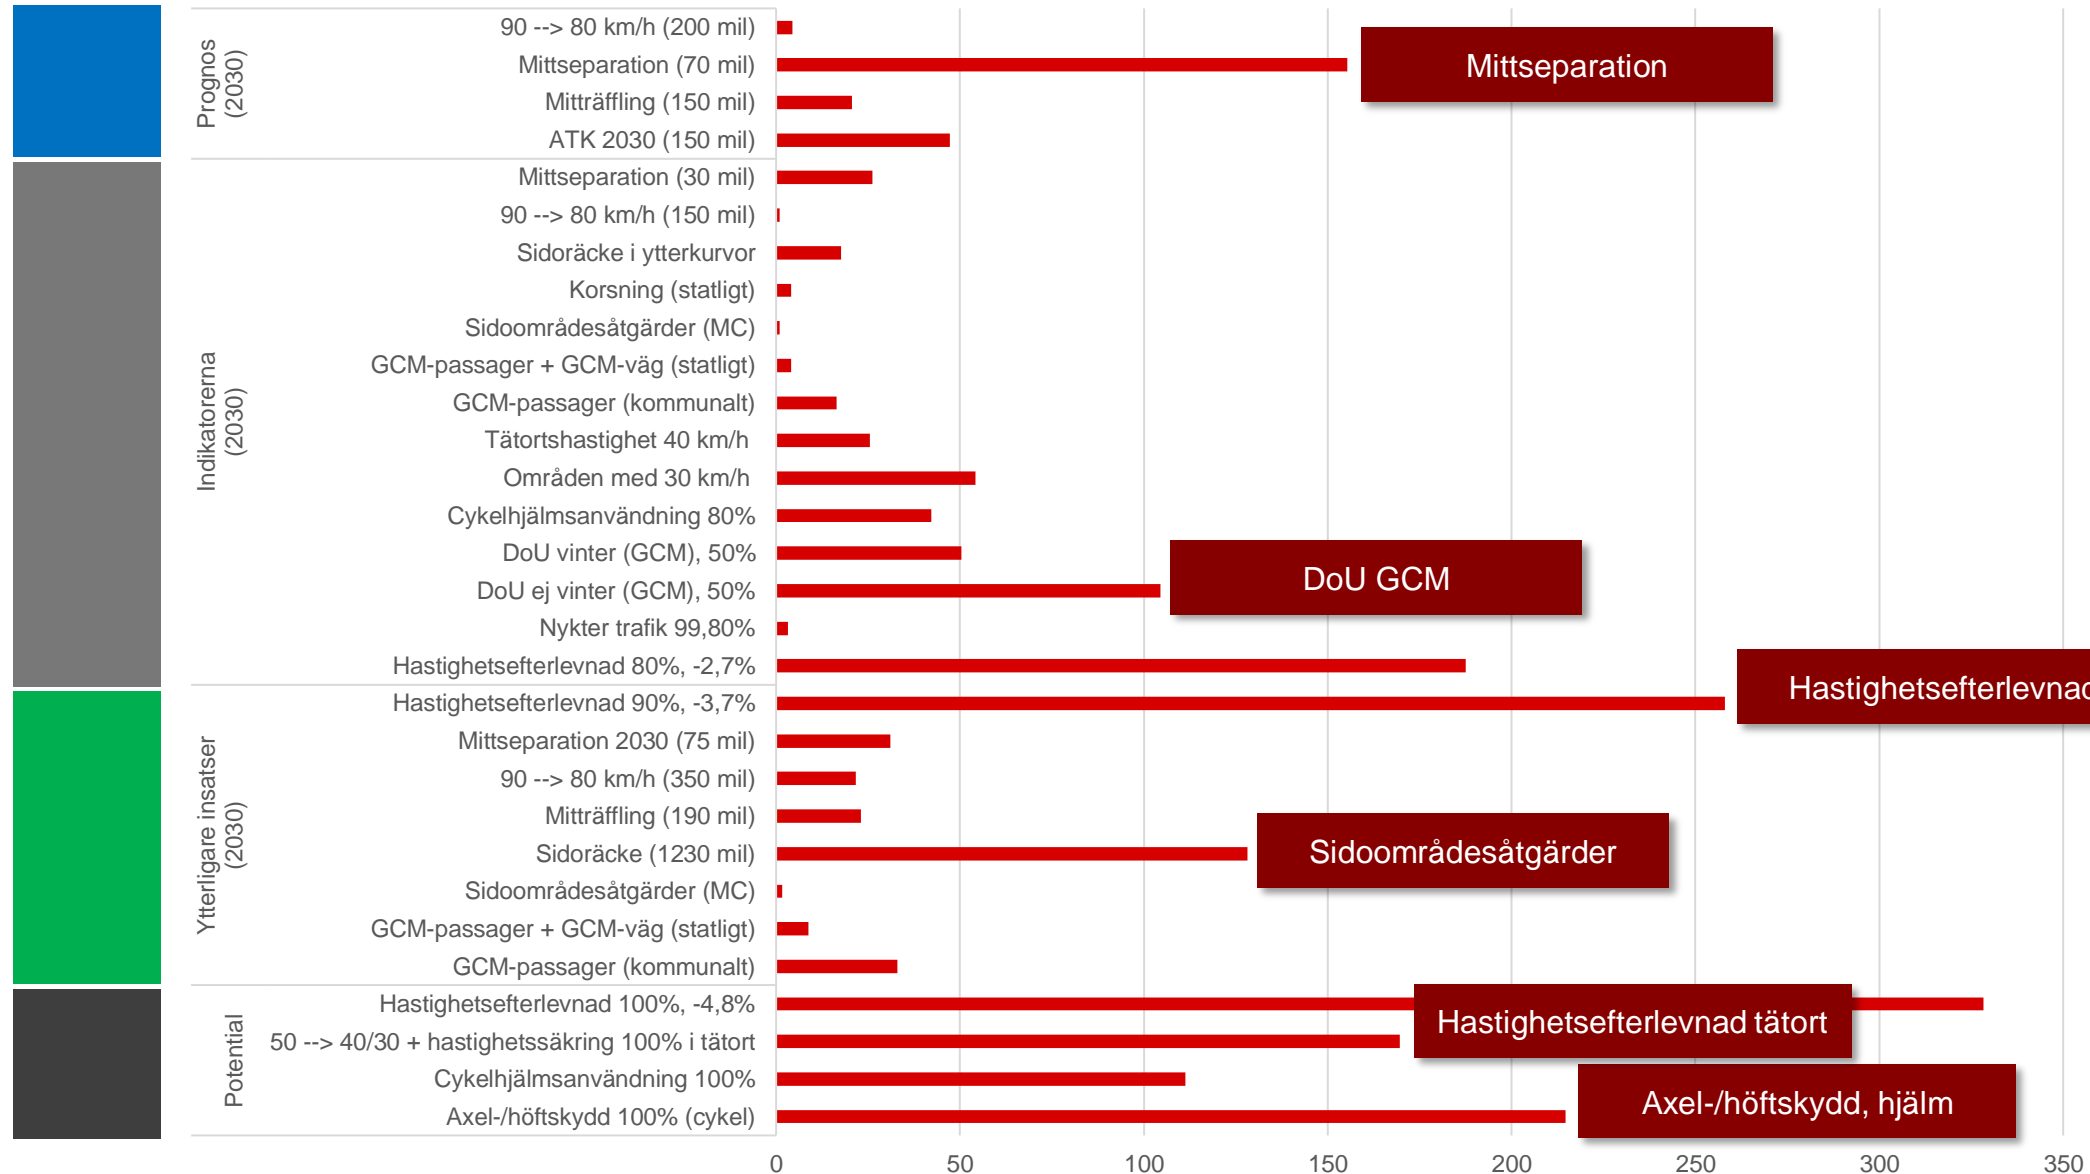 Prognos
(2030)
90 --> 80 km/h (200 mil)
Mittseparation (70 mil)
Mittseparation
Mitträffling (150 mil)
ATK 2030 (150 mil)
Indikatorerna
(2030)
Mittseparation (30 mil)
90 --> 80 km/h (150 mil)
Sidoräcke i ytterkurvor
Korsning (statligt)
Sidoområdesåtgärder (MC)
GCM-passager + GCM-väg (statligt)
GCM-passager (kommunalt)
Tätortshastighet 40 km/h
Områden med 30 km/h
Cykelhjälmsanvändning 80%
DoU vinter (GCM), 50%
DoU ej vinter (GCM), 50%
DoU GCM
Nykter trafik 99,80%
Hastighetsefterlevnad 80%, -2,7%
Ytterligare insatser
(2030)
Hastighetsefterlevnad 90%, -3,7%
Hastighetsefterlevnad
Mittseparation 2030 (75 mil)
90 --> 80 km/h (350 mil)
Mitträffling (190 mil)
Sidoräcke (1230 mil)
Sidoområdesåtgärder
Sidoområdesåtgärder (MC)
GCM-passager + GCM-väg (statligt)
GCM-passager (kommunalt)
Potential
Hastighetsefterlevnad 100%, -4,8%
Hastighetsefterlevnad tätort
50 --> 40/30 + hastighetssäkring 100% i tätort
Cykelhjälmsanvändning 100%
Axel-/höftskydd 100% (cykel)
Axel-/höftskydd, hjälm
0 50 100 150 200 250 300 350